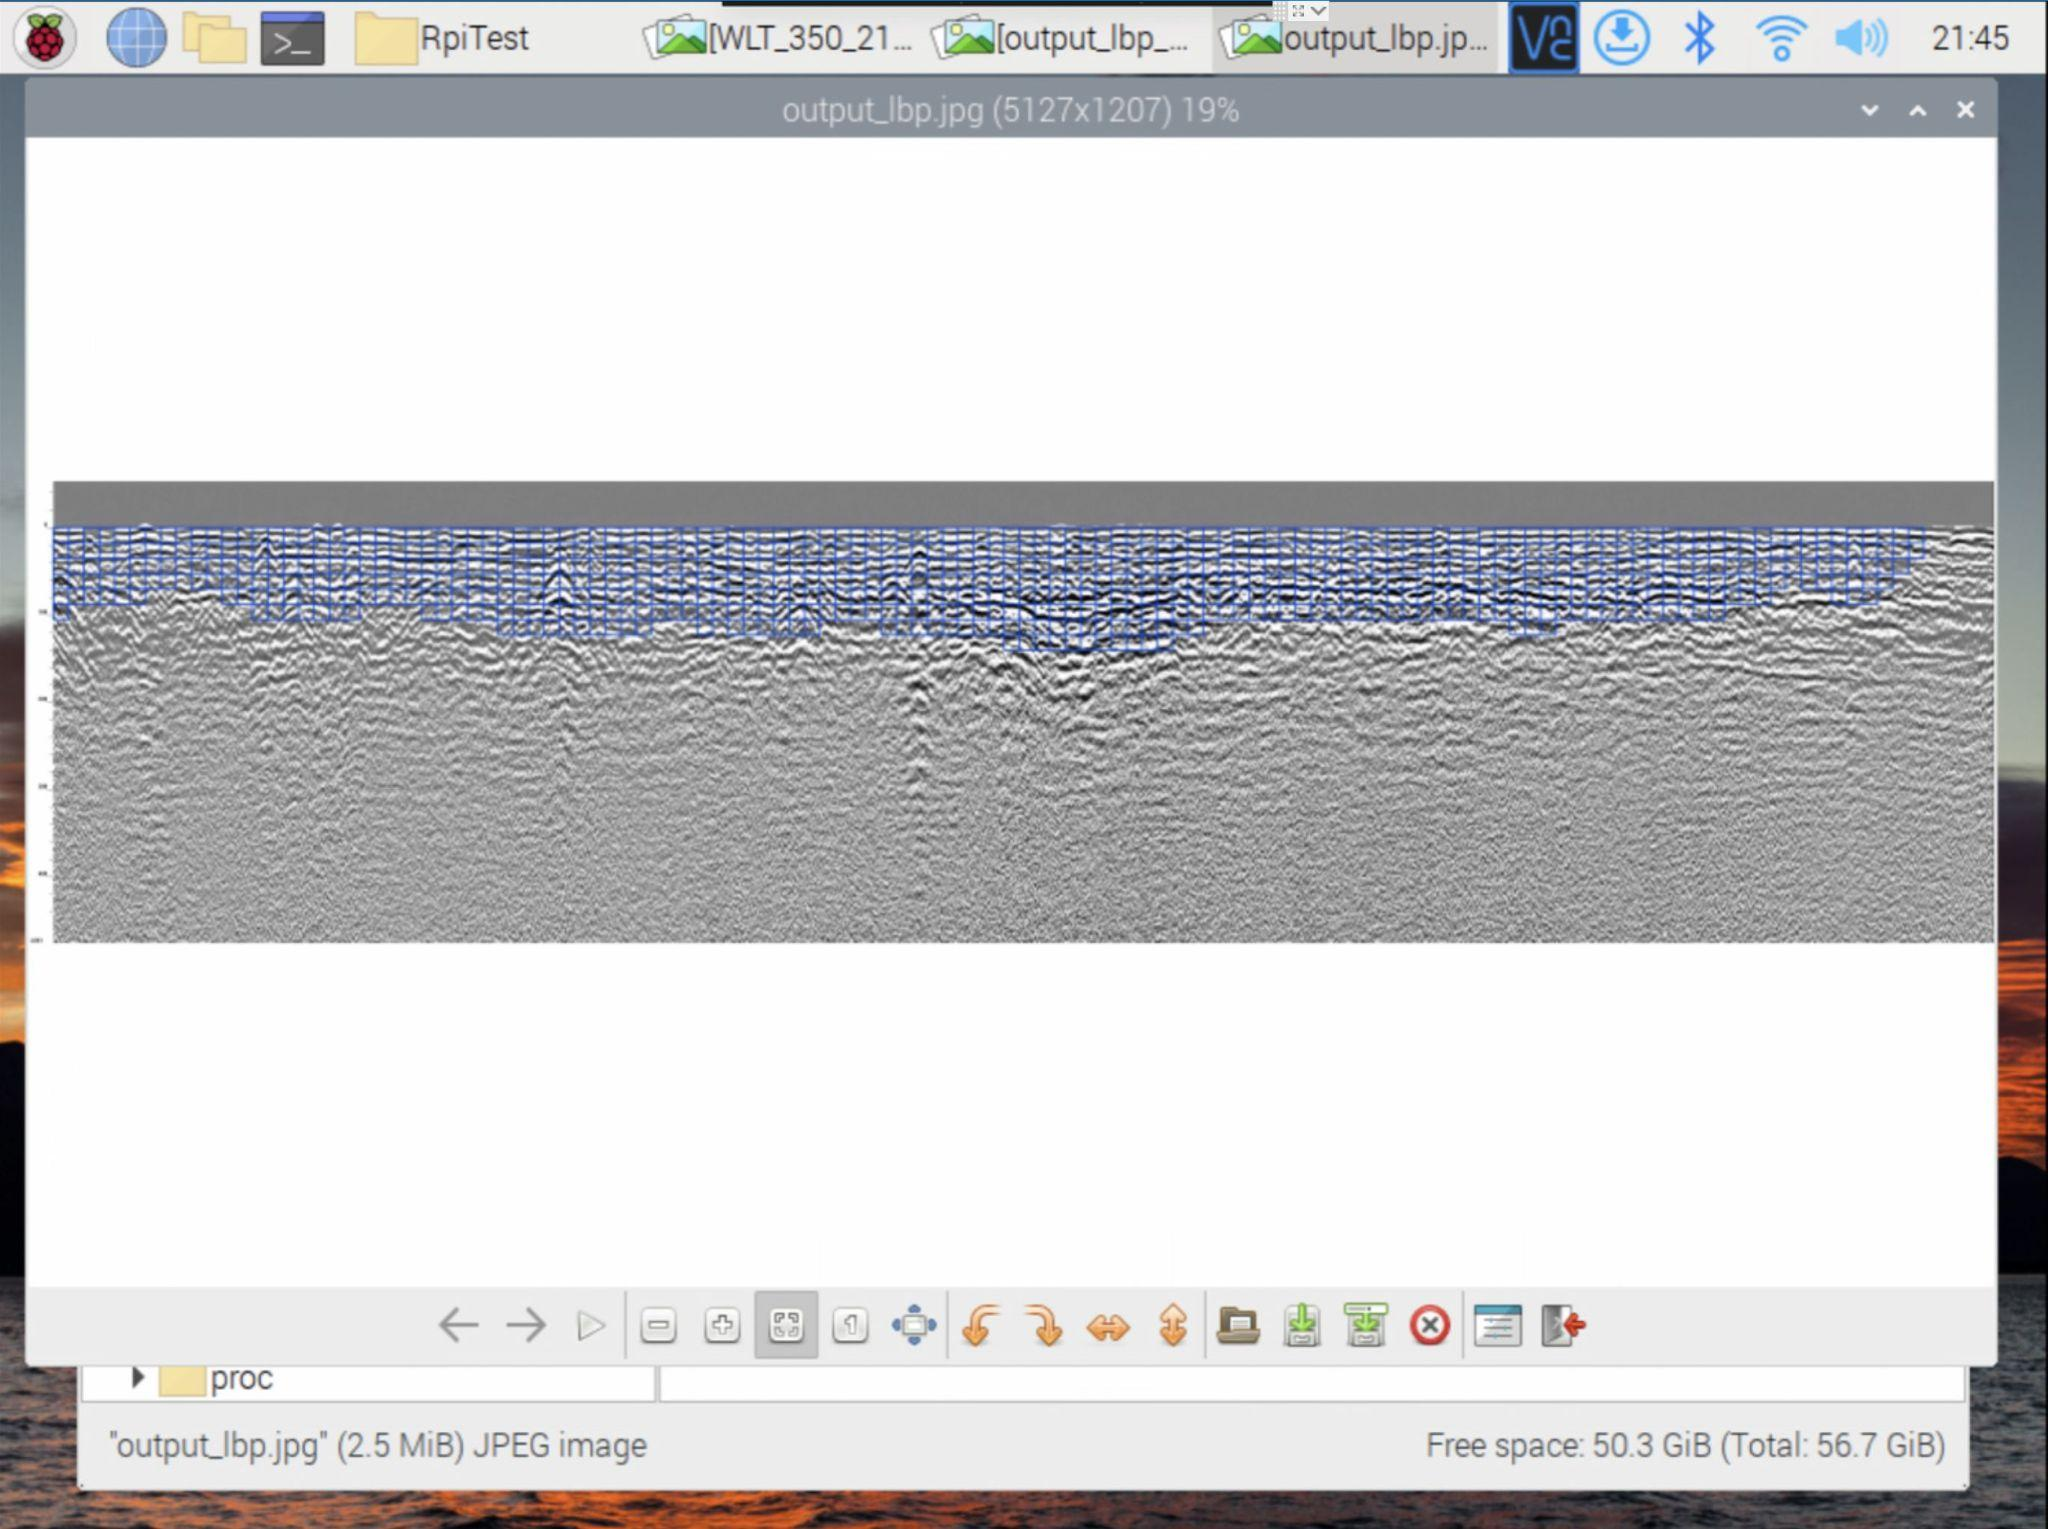 RpiTest
[WLT_350_21...
[output_lbp_...
output_lbp.jp...
21:45
output_lbp.jpg (5127x1207) 19%
1
proc
"output_lbp.jpg" (2.5 MiB) JPEG image
Free space: 50.3 GiB (Total: 56.7 GiB)